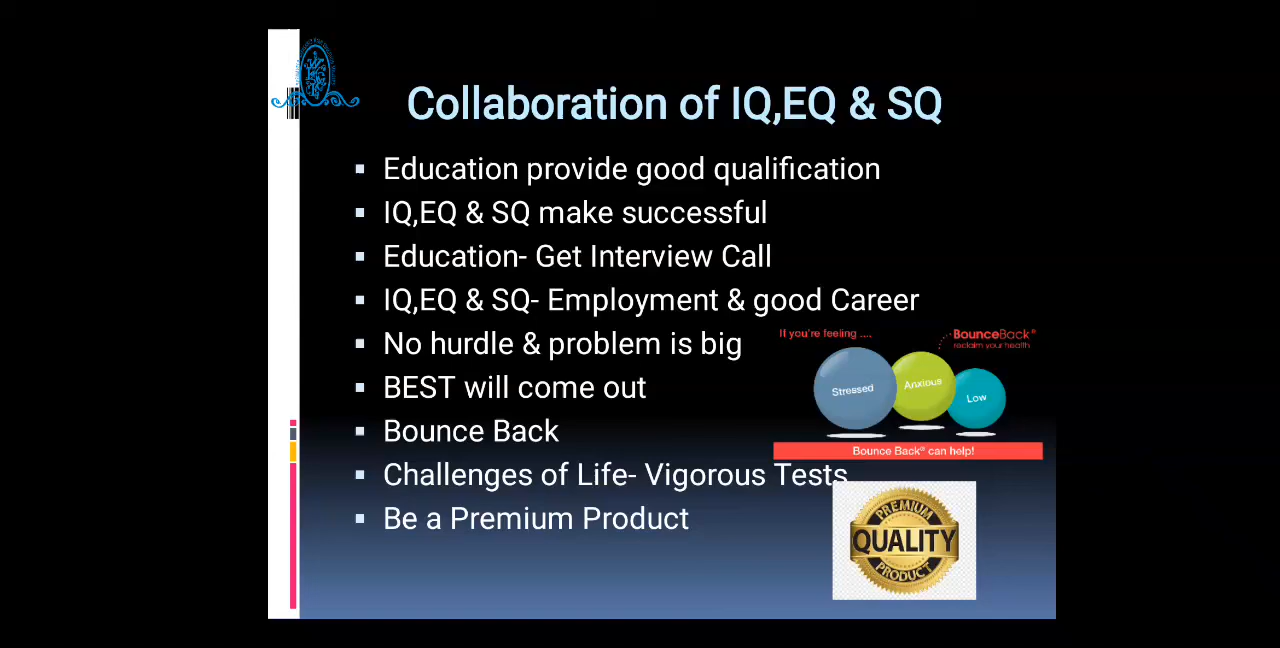 Collaboration of IQ,EQ & SQ
Education provide good qualification
IQ,EQ & SQ make successful
Education- Get Interview Call
IQ,EQ & SQ- Employment & good Career
No hurdle & problem is big
BEST will come out
Bounce Back
Challenges of Life- Vigorous Tests
Be a Premium Product
If you're feeling ....
BounceBack®
reclaim your health
Stressed
Anxious
Low
Bounce Back® can help!
PREMIUM
QUALITY
PRODUCT